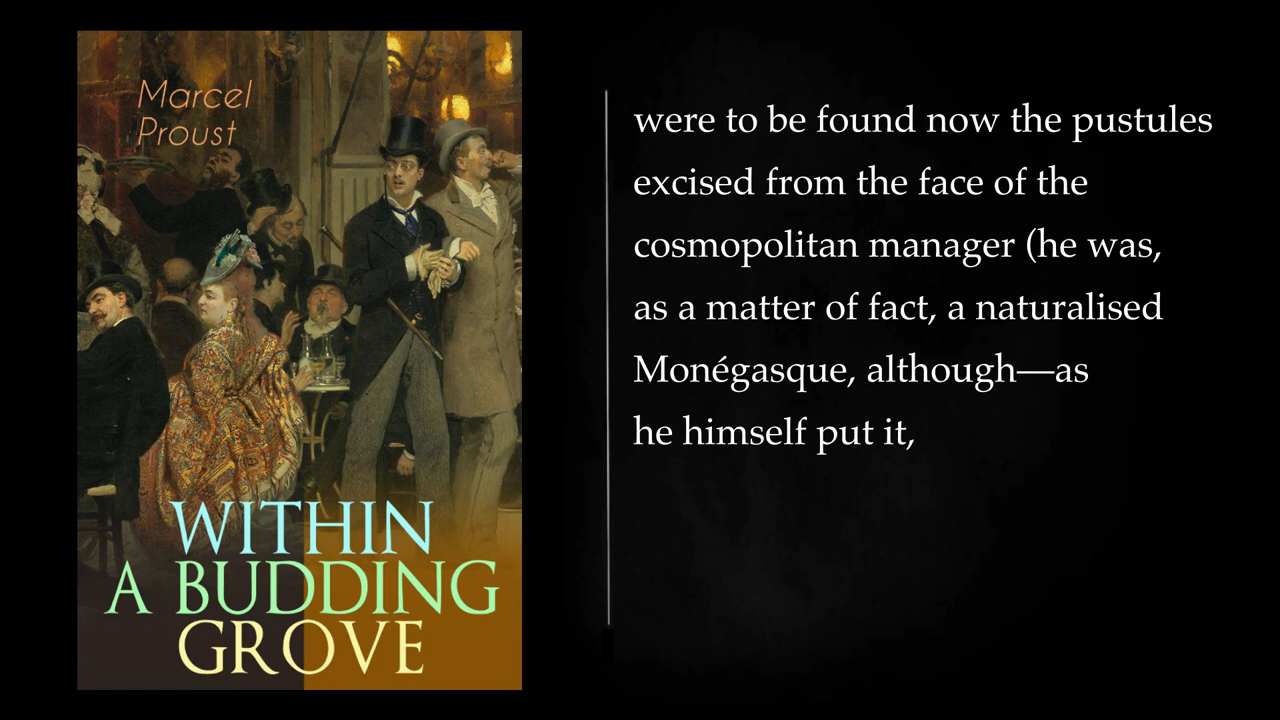 Marcel
Proust
WITHIN
A BUDDING
GROVE
were to be found now the pustules
excised from the face of the
cosmopolitan manager (he was,
as a matter of fact, a naturalised
Monégasque, although—as
he himself put it,